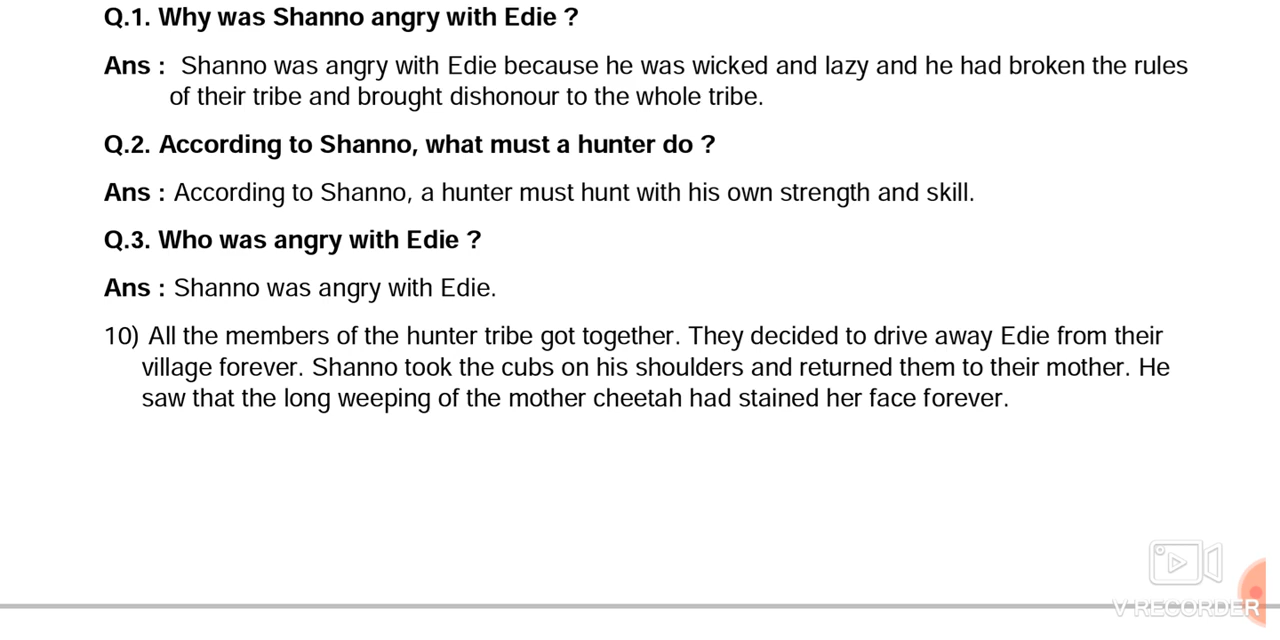 Q.1. Why was Shanno angry with Edie ?
Ans : Shanno was angry with Edie because he was wicked and lazy and he had broken the rules
of their tribe and brought dishonour to the whole tribe.
Q.2. According to Shanno, what must a hunter do ?
Ans : According to Shanno, a hunter must hunt with his own strength and skill.
Q.3. Who was angry with Edie ?
Ans : Shanno was angry with Edie.
10) All the members of the hunter tribe got together. They decided to drive away Edie from their
village forever. Shanno took the cubs on his shoulders and returned them to their mother. He
saw that the long weeping of the mother cheetah had stained her face forever.
V RECORDER